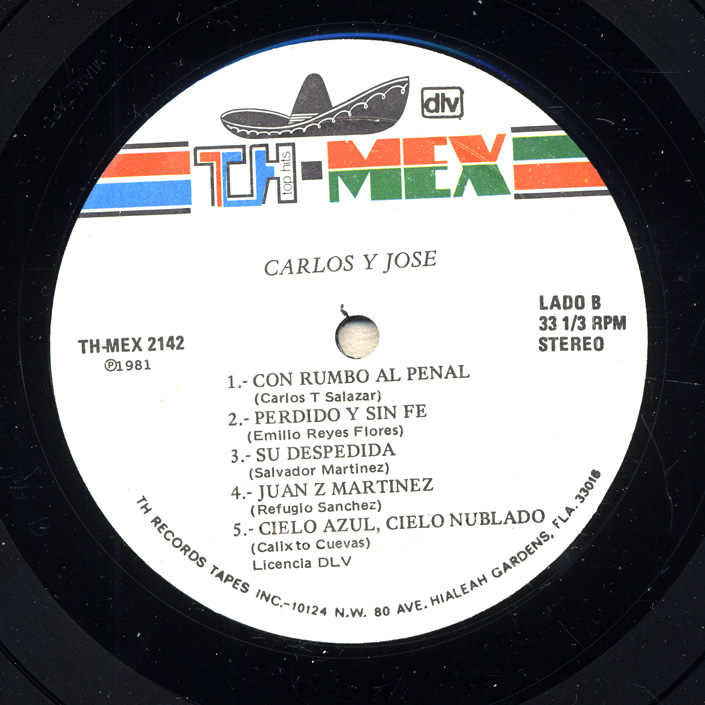 dlv
TH top hits -MEX
CARLOS Y JOSE
LADO B
33 1/3 RPM
STEREO
TH-MEX 2142
Ⓟ1981
1.- CON RUMBO AL PENAL
(Carlos T Salazar)
2.- PERDIDO Y SIN FE
(Emilio Reyes Flores)
3.- SU DESPEDIDA
(Salvador Martinez)
4.- JUAN Z MARTINEZ
(Refugio Sanchez)
5.- CIELO AZUL, CIELO NUBLADO
(Calixto Cuevas)
Licencia DLV
TH RECORDS TAPES INC.-10124 N.W. 80 AVE. HIALEAH GARDENS, FLA. 33016